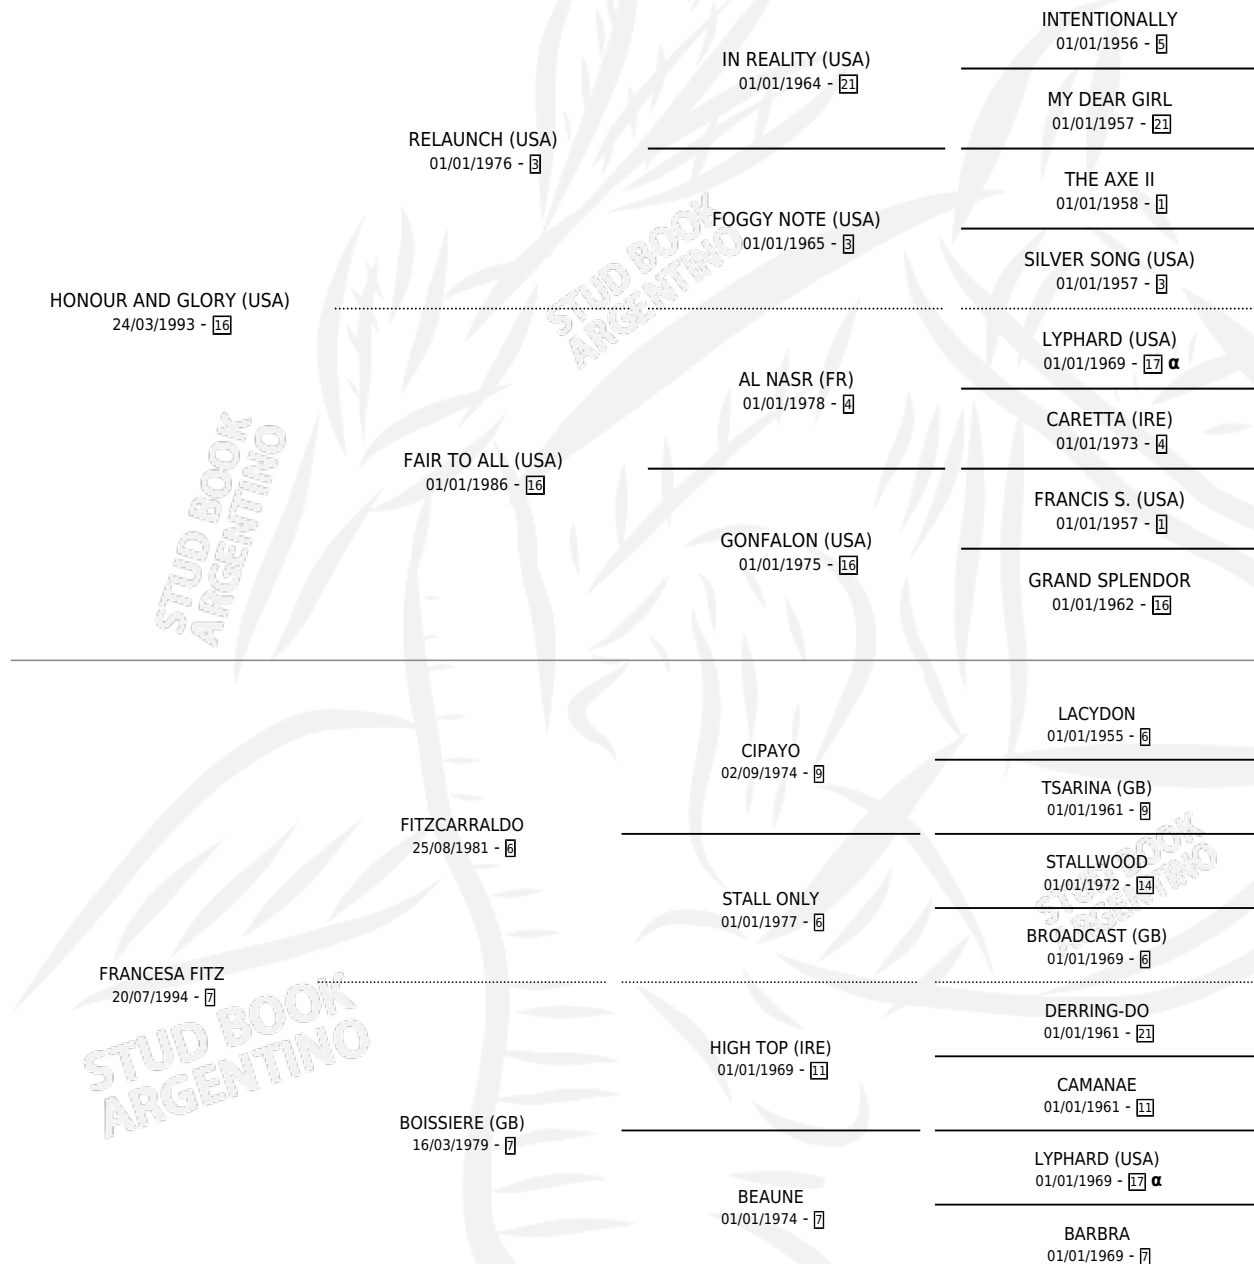 INTENTIONALLY
01/01/1956 - 5
IN REALITY (USA)
01/01/1964 - 21
MY DEAR GIRL
01/01/1957 - 21
RELAUNCH (USA)
01/01/1976 - 3
THE AXE II
01/01/1958 - 1
FOGGY NOTE (USA)
01/01/1965 - 3
SILVER SONG (USA)
01/01/1957 - 3
HONOUR AND GLORY (USA)
24/03/1993 - 16
LYPHARD (USA)
01/01/1969 - 17 α
AL NASR (FR)
01/01/1978 - 4
CARETTA (IRE)
01/01/1973 - 4
FAIR TO ALL (USA)
01/01/1986 - 16
FRANCIS S. (USA)
01/01/1957 - 1
GONFALON (USA)
01/01/1975 - 16
GRAND SPLENDOR
01/01/1962 - 16
LACYDON
01/01/1955 - 6
CIPAYO
02/09/1974 - 9
TSARINA (GB)
01/01/1961 - 9
FITZCARRALDO
25/08/1981 - 6
STALLWOOD
01/01/1972 - 14
STALL ONLY
01/01/1977 - 6
BROADCAST (GB)
01/01/1969 - 6
FRANCESA FITZ
20/07/1994 - 7
DERRING-DO
01/01/1961 - 21
HIGH TOP (IRE)
01/01/1969 - 11
CAMANAE
01/01/1961 - 11
BOISSIERE (GB)
16/03/1979 - 7
LYPHARD (USA)
01/01/1969 - 17 α
BEAUNE
01/01/1974 - 7
BARBRA
01/01/1969 - 7
STUD BOOK
ARGENTINO
STUD BOOK
ARGENTINO
STUD BOOK
ARGENTINO
STUD BOOK
ARGENTINO